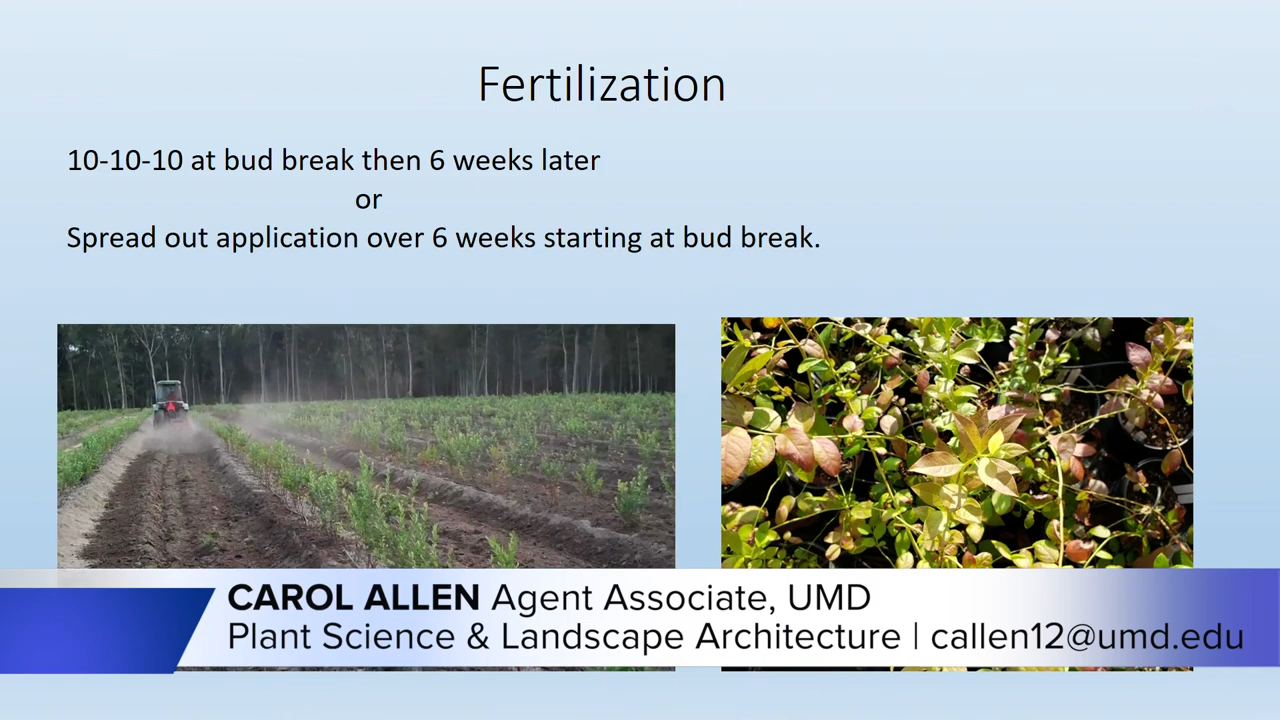 Fertilization
10-10-10 at bud break then 6 weeks later
or
Spread out application over 6 weeks starting at bud break.
CAROL ALLEN Agent Associate, UMD
Plant Science & Landscape Architecture | callen12@umd.edu